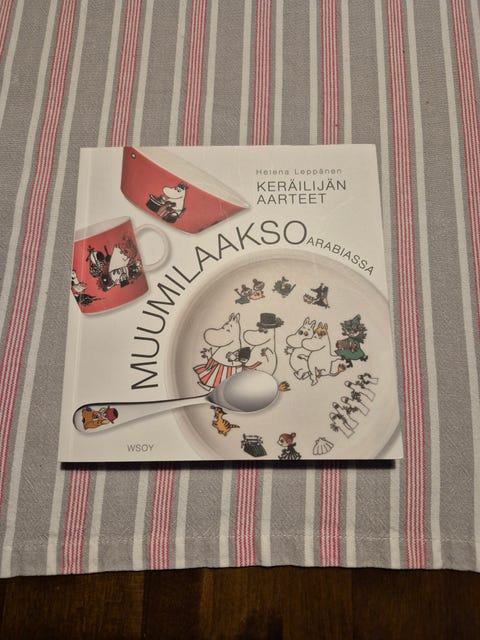 Helena Leppänen
KERÄILIJÄN
AARTEET
MUUMILAAKSO ARABIASSA
WSOY